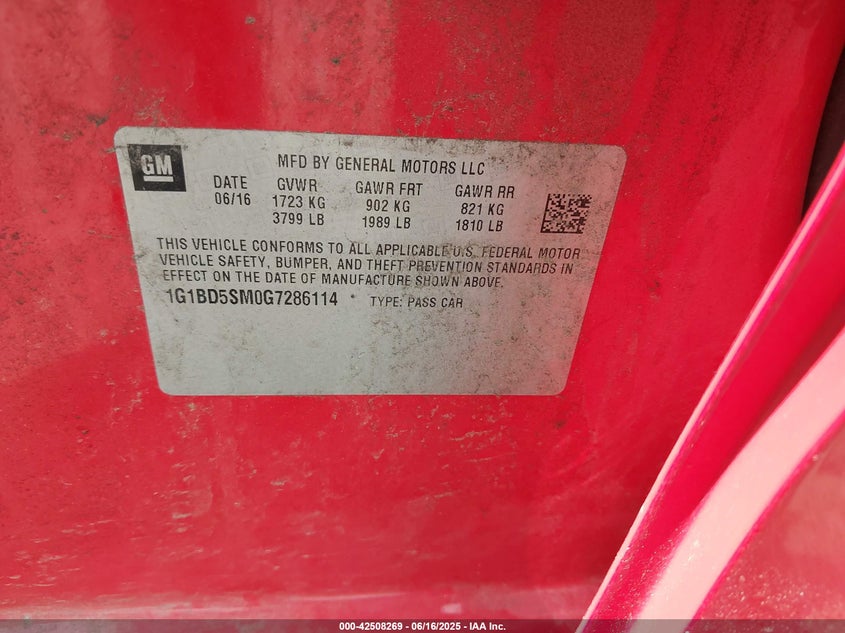 GM
MFD BY GENERAL MOTORS LLC
DATE GVWR GAWR FRT GAWR RR
06/16 1723 KG 902 KG 821 KG
3799 LB 1989 LB 1810 LB
THIS VEHICLE CONFORMS TO ALL APPLICABLE U.S. FEDERAL MOTOR
VEHICLE SAFETY, BUMPER, AND THEFT PREVENTION STANDARDS IN
EFFECT ON THE DATE OF MANUFACTURE SHOWN ABOVE.
1G1BD5SM0G7286114 TYPE: PASS CAR
000-42508269 - 06/16/2025 - IAA Inc.